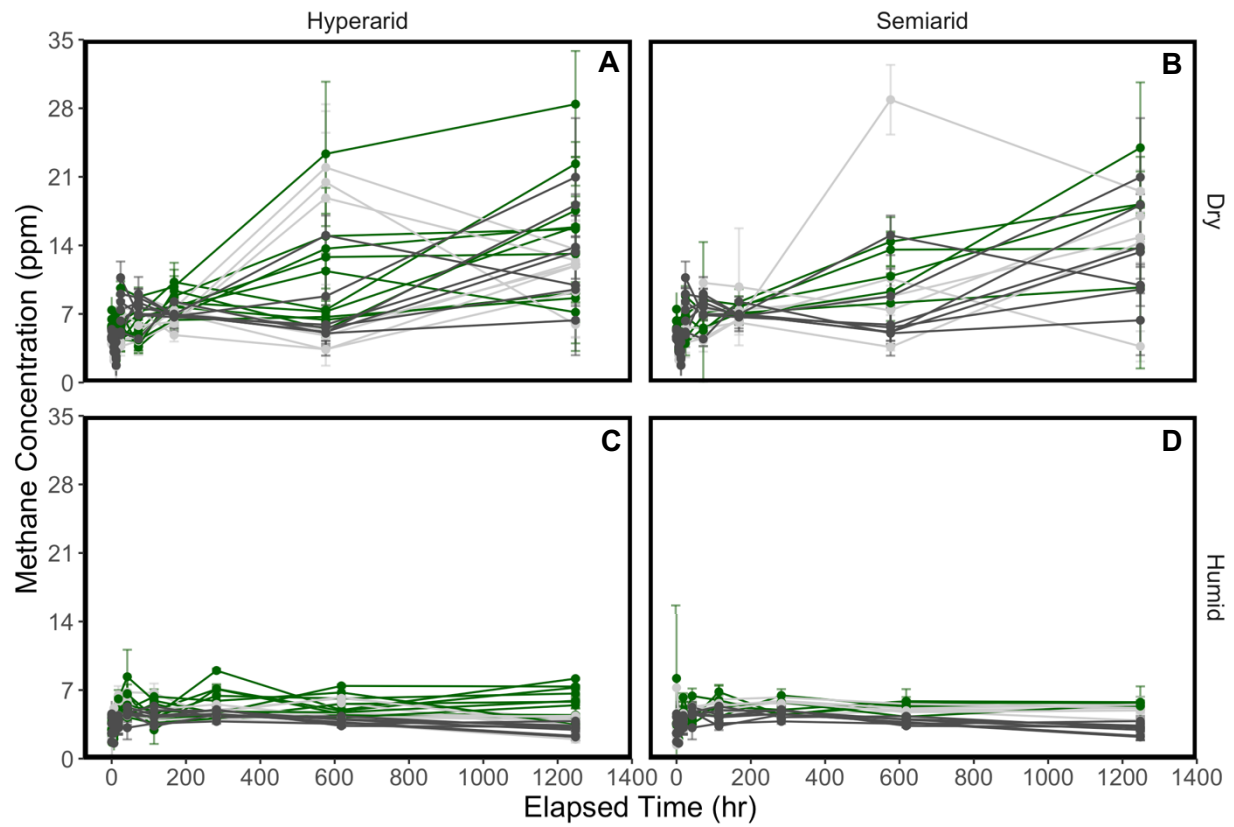 Hyperarid
Semiarid
35
28
21
14
7
0
A
B
Dry
35
28
21
14
7
0
C
D
Humid
Methane Concentration (ppm)
0
200
400
600
800
1000
1200
1400
0
200
400
600
800
1000
1200
1400
Elapsed Time (hr)